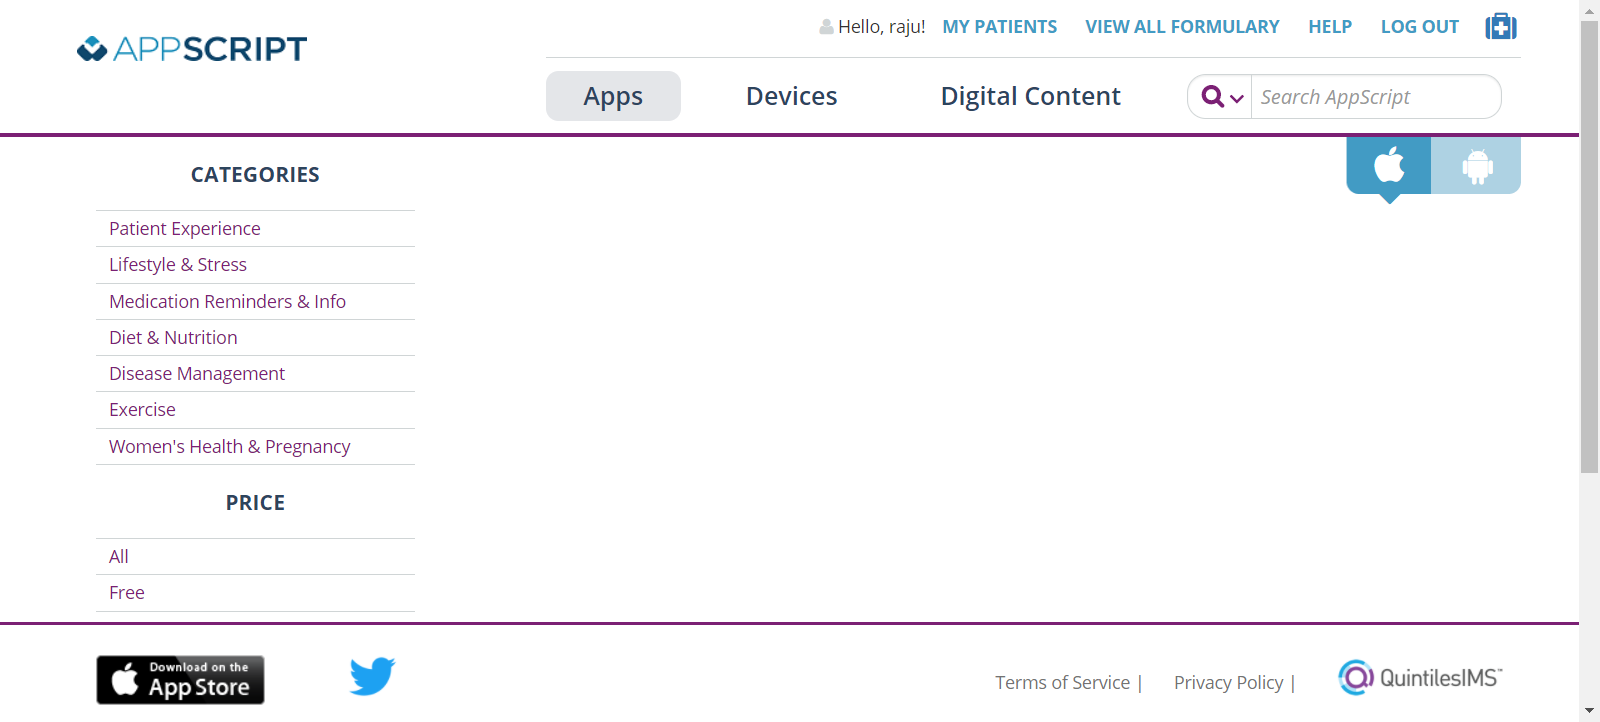 APPSCRIPT
Hello, raju! MY PATIENTS VIEW ALL FORMULARY HELP LOG OUT
Apps Devices Digital Content Search AppScript
CATEGORIES
Patient Experience
Lifestyle & Stress
Medication Reminders & Info
Diet & Nutrition
Disease Management
Exercise
Women's Health & Pregnancy
PRICE
All
Free
Download on the
App Store
Terms of Service | Privacy Policy | QuintilesIMS™